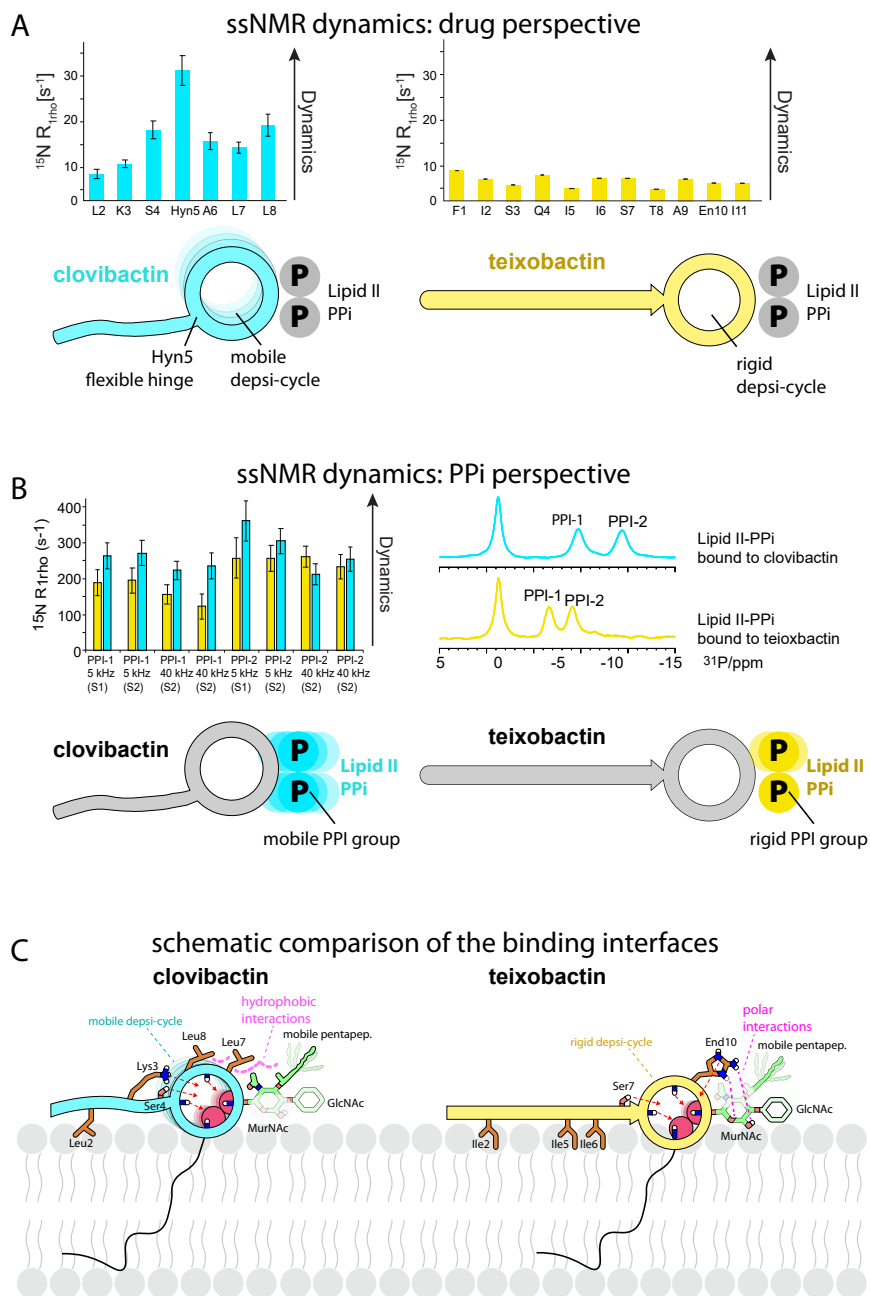 A
ssNMR dynamics: drug perspective
15N R1rho[s-1]
30
20
10
0
L2 K3 S4 Hyn5 A6 L7 L8
Dynamics
15N R1rho[s-1]
30
20
10
0
F1 I2 S3 Q4 I5 I6 S7 T8 A9 En10 I11
Dynamics
clovibactin
P
P
Lipid II
PPi
Hyn5
flexible hinge
mobile
depsi-cycle
teixobactin
P
P
Lipid II
PPi
rigid
depsi-cycle
B
ssNMR dynamics: PPi perspective
15N R1rho (s-1)
400
300
200
100
0
PPI-1 PPI-1 PPI-1 PPI-1 PPI-2 PPI-2 PPI-2 PPI-2
5 kHz 5 kHz 40 kHz 40 kHz 5 kHz 5 kHz 40 kHz 40 kHz
(S1) (S2) (S2) (S2) (S1) (S2) (S2) (S2)
Dynamics
PPI-1 PPI-2
Lipid II-PPi
bound to clovibactin
PPI-1 PPI-2
Lipid II-PPi
bound to teioxbactin
5 0 -5 -10 -15
31P/ppm
clovibactin
P
P
Lipid II
PPi
mobile PPI group
teixobactin
P
P
Lipid II
PPi
rigid PPI group
C
schematic comparison of the binding interfaces
clovibactin
hydrophobic
interactions
mobile depsi-cycle
Leu8
Leu7
mobile pentapep.
Lys3
Ser4
GlcNAc
MurNAc
Leu2
teixobactin
polar
interactions
rigid depsi-cycle
End10
mobile pentapep.
Ser7
GlcNAc
MurNAc
Ile2 Ile5 Ile6